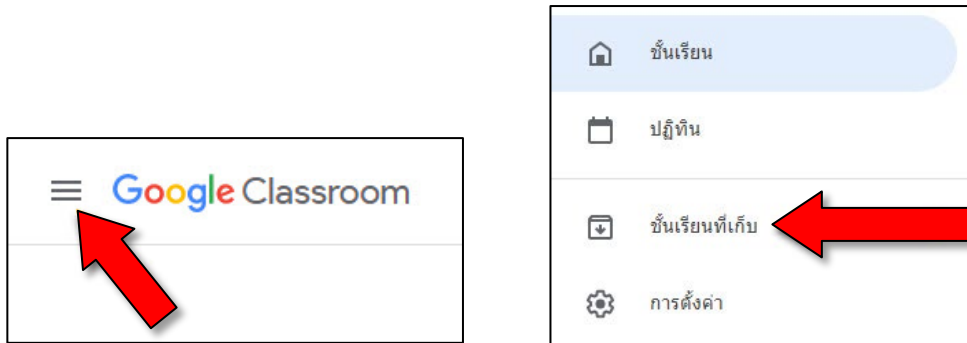 Google Classroom
ชั้นเรียน
ปฏิทิน
ชั้นเรียนที่เก็บ
การตั้งค่า